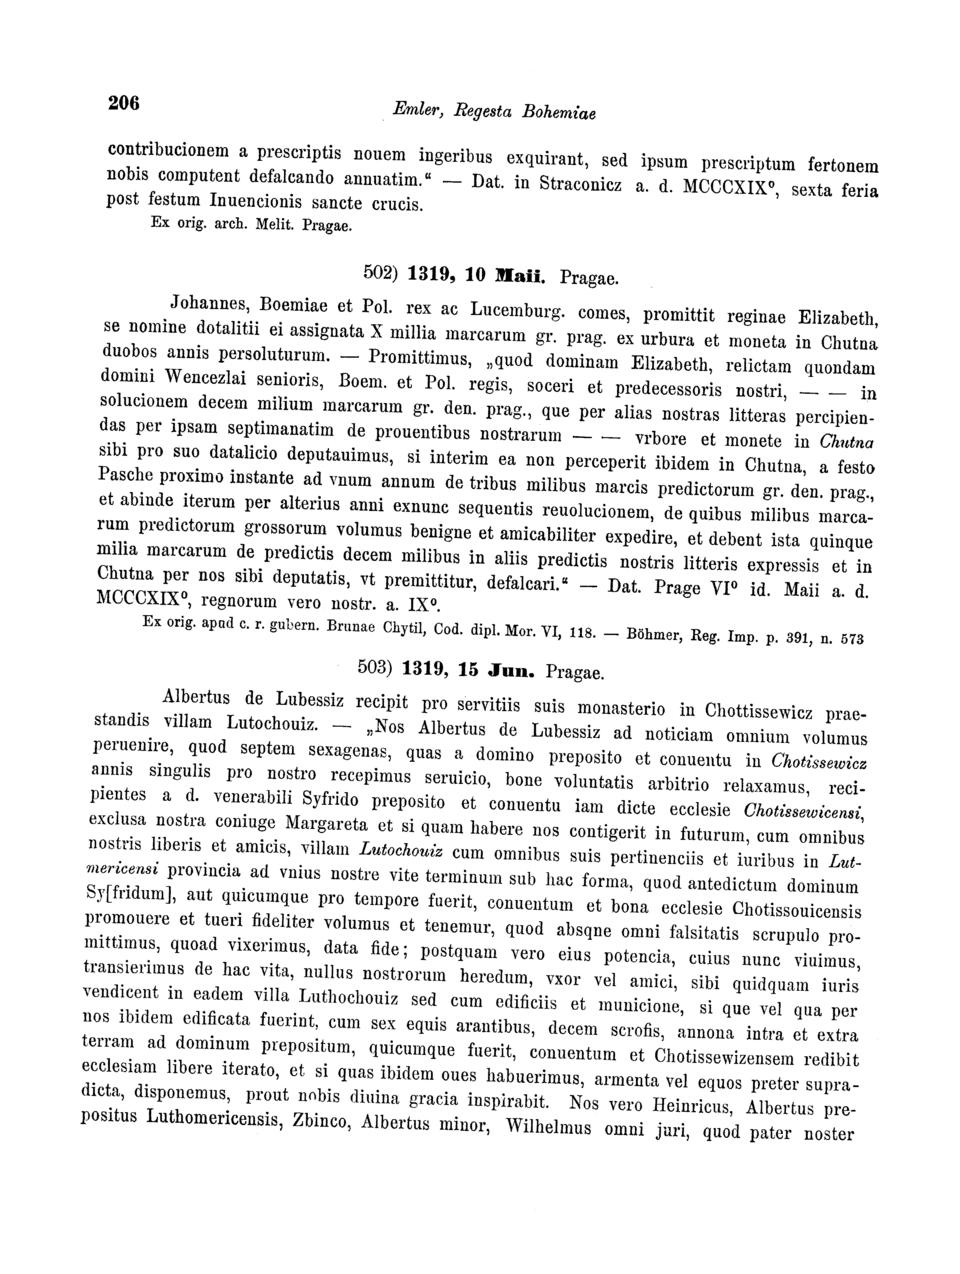 206
Emler, Regesta Bohemiae
contribucionem a prescriptis nouem ingeribus exquirant, sed ipsum prescriptum fertonem
nobis computent defalcando annuatim.“ — Dat. in Straconicz a. d. MCCCXIX⁰, sexta feria
post festum Inuencionis sancte crucis.
Ex orig. arch. Melit. Pragae.
502) 1319, 10 Maii. Pragae.
Johannes, Boemiae et Pol. rex ac Lucemburg. comes, promittit reginae Elizabeth,
se nomine dotalitii ei assignata X millia marcarum gr. prag. ex urbura et moneta in Chutna
duobos annis persoluturum. — Promittimus, „quod dominam Elizabeth, relictam quondam
domini Wencezlai senioris, Boem. et Pol. regis, soceri et predecessoris nostri, — — in
solucionem decem milium marcarum gr. den. prag., que per alias nostras litteras percipien-
das per ipsam septimanatim de prouentibus nostrarum — — vrbore et monete in Chutna
sibi pro suo datalicio deputauimus, si interim ea non perceperit ibidem in Chutna, a festo
Pasche proximo instante ad vnum annum de tribus milibus marcis predictorum gr. den. prag.,
et abinde iterum per alterius anni exnunc sequentis reuolucionem, de quibus milibus marca-
rum predictorum grossorum volumus benigne et amicabiliter expedire, et debent ista quinque
milia marcarum de predictis decem milibus in aliis predictis nostris litteris expressis et in
Chutna per nos sibi deputatis, vt premittitur, defalcari.“ — Dat. Prage VI⁰ id. Maii a. d.
MCCCXIX⁰, regnorum vero nostr. a. IX⁰.
Ex orig. apud c. r. gubern. Brunae Chytil, Cod. dipl. Mor. VI, 118. — Böhmer, Reg. Imp. p. 391, n. 573
503) 1319, 15 Jun. Pragae.
Albertus de Lubessiz recipit pro servitiis suis monasterio in Chottissewicz prae-
standis villam Lutochouiz. — „Nos Albertus de Lubessiz ad noticiam omnium volumus
peruenire, quod septem sexagenas, quas a domino preposito et conuentu in Chotissewicz
annis singulis pro nostro recepimus seruicio, bone voluntatis arbitrio relaxamus, reci-
pientes a d. venerabili Syfrido preposito et conuentu iam dicte ecclesie Chotissewicensi,
exclusa nostra coniuge Margareta et si quam habere nos contigerit in futurum, cum omnibus
nostris liberis et amicis, villam Lutochouiz cum omnibus suis pertinenciis et iuribus in Lut-
mericensi provincia ad vnius nostre vite terminum sub hac forma, quod antedictum dominum
Sy[fridum], aut quicumque pro tempore fuerit, conuentum et bona ecclesie Chotissouicensis
promouere et tueri fideliter volumus et tenemur, quod absqne omni falsitatis scrupulo pro-
mittimus, quoad vixerimus, data fide; postquam vero eius potencia, cuius nunc viuimus,
transierimus de hac vita, nullus nostrorum heredum, vxor vel amici, sibi quidquam iuris
vendicent in eadem villa Luthochouiz sed cum edificiis et municione, si que vel qua per
nos ibidem edificata fuerint, cum sex equis arantibus, decem scrofis, annona intra et extra
terram ad dominum prepositum, quicumque fuerit, conuentum et Chotissewizensem redibit
ecclesiam libere iterato, et si quas ibidem oues habuerimus, armenta vel equos preter supra-
dicta, disponemus, prout nobis diuina gracia inspirabit. Nos vero Heinricus, Albertus pre-
positus Luthomericensis, Zbinco, Albertus minor, Wilhelmus omni juri, quod pater noster